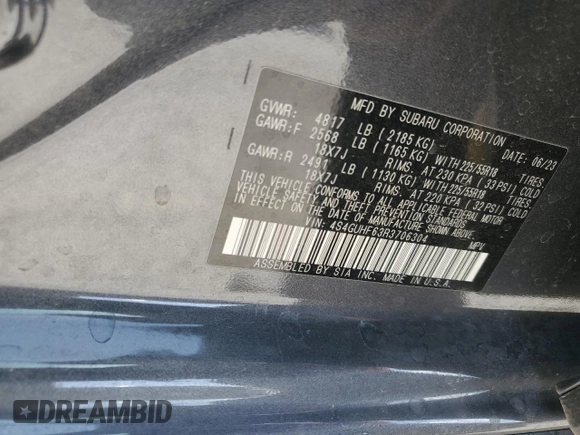 MFD BY SUBARU CORPORATION
GVWR: 4817 LB ( 2185 KG) DATE: 06/23
GAWR:F 2568 LB ( 1165 KG) WITH 225/55R18 TIRES,
18X7J RIMS, AT 230 KPA ( 33 PSI) COLD
GAWR:R 2491 LB ( 1130 KG) WITH 225/55R18 TIRES,
18X7J RIMS, AT 220 KPA ( 32 PSI) COLD
THIS VEHICLE CONFORMS TO ALL APPLICABLE FEDERAL MOTOR
VEHICLE SAFETY AND THEFT PREVENTION STANDARDS
IN EFFECT ON THE DATE OF MANUFACTURE SHOWN ABOVE.
VIN: 4S4GUHF63R3706304 MPV
ASSEMBLED BY SIA INC. MADE IN U.S.A.
DREAMBID